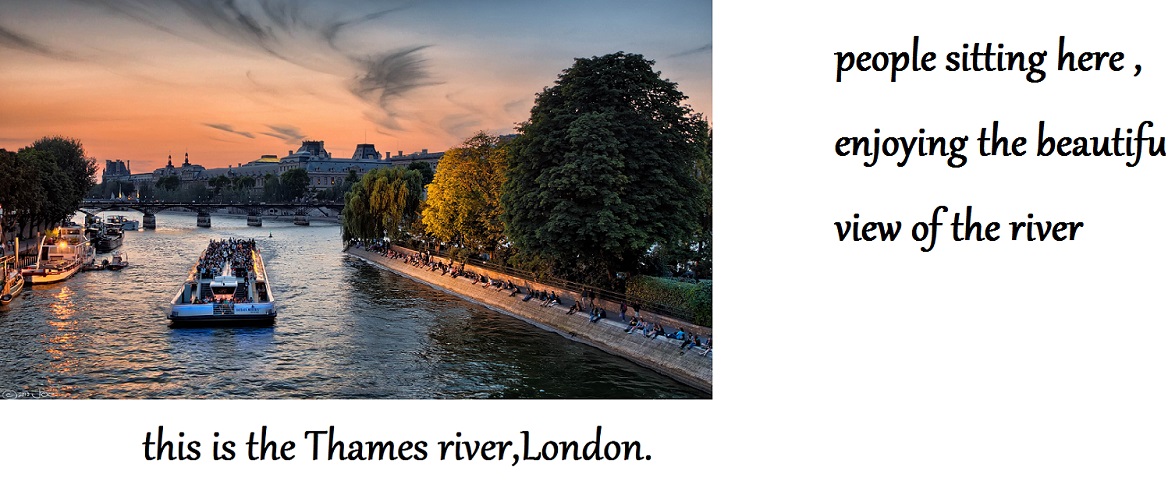 people sitting here ,
enjoying the beautifu
view of the river
this is the Thames river,London.